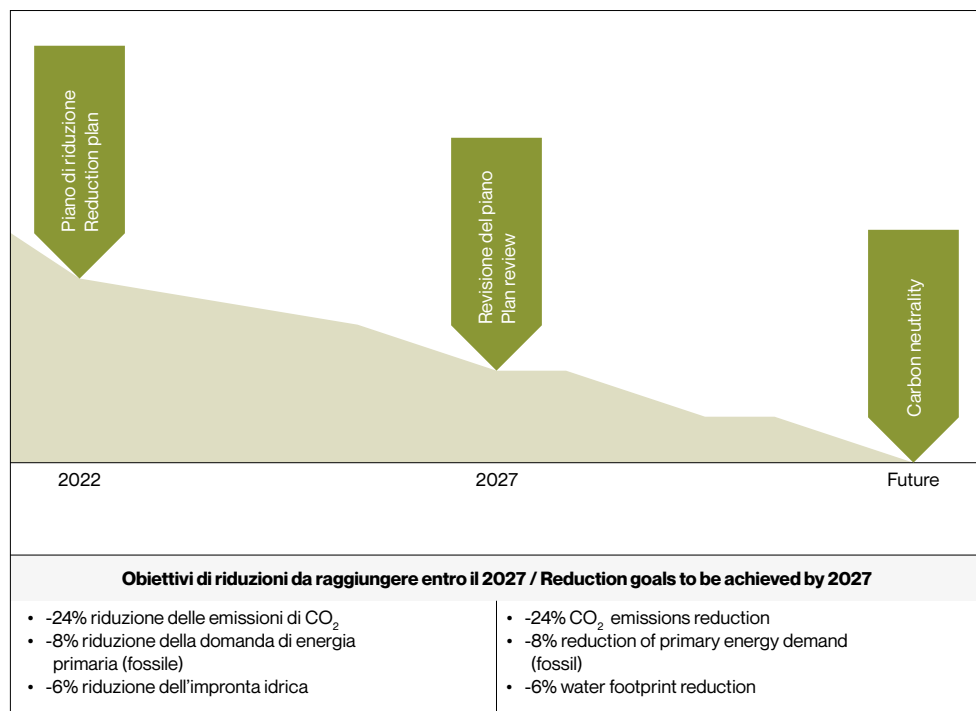 Piano di riduzione
Reduction plan
Revisione del piano
Plan review
Carbon neutrality
2022
2027
Future
Obiettivi di riduzioni da raggiungere entro il 2027 / Reduction goals to be achieved by 2027
• -24% riduzione delle emissioni di CO₂
• -8% riduzione della domanda di energia
primaria (fossile)
• -6% riduzione dell’impronta idrica
• -24% CO₂ emissions reduction
• -8% reduction of primary energy demand
(fossil)
• -6% water footprint reduction